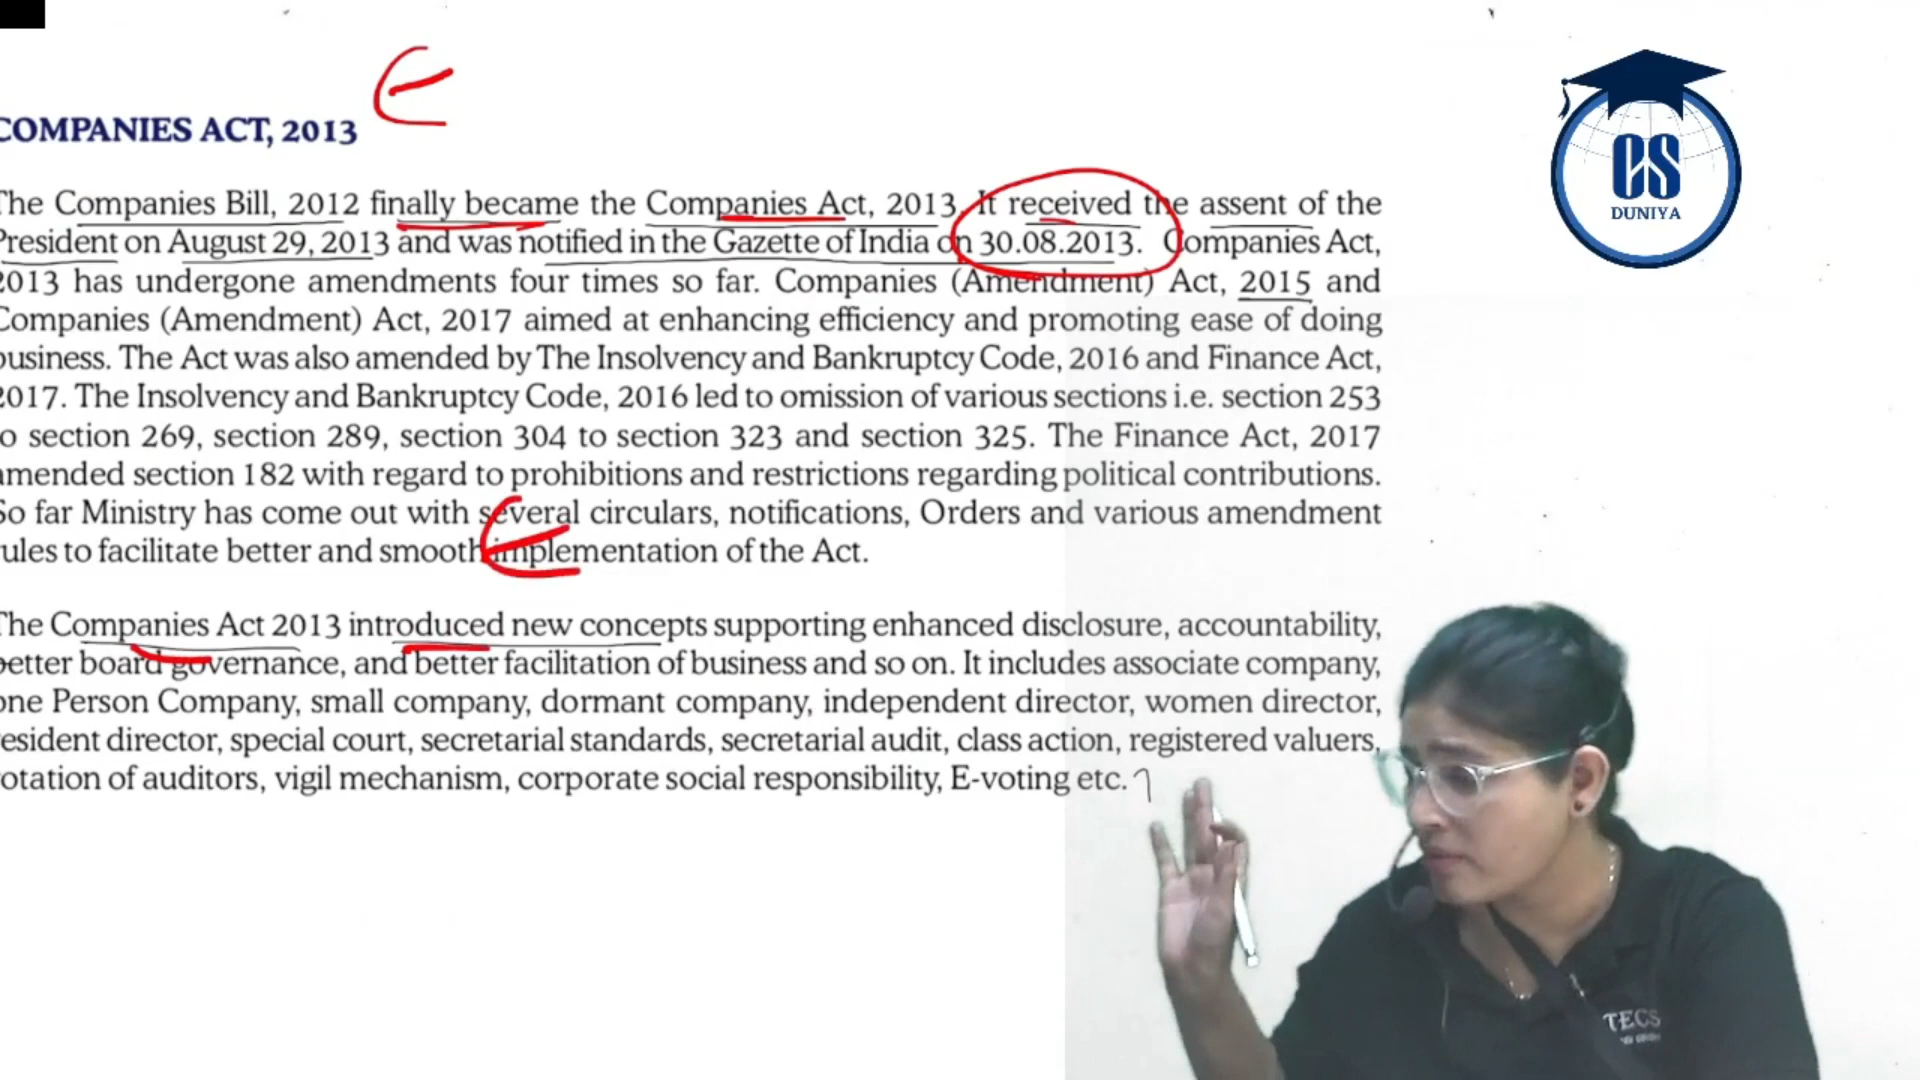 COMPANIES ACT, 2013
CS
DUNIYA
The Companies Bill, 2012 finally became the Companies Act, 2013. It received the assent of the
President on August 29, 2013 and was notified in the Gazette of India on 30.08.2013. Companies Act,
2013 has undergone amendments four times so far. Companies (Amendment) Act, 2015 and
Companies (Amendment) Act, 2017 aimed at enhancing efficiency and promoting ease of doing
business. The Act was also amended by The Insolvency and Bankruptcy Code, 2016 and Finance Act,
2017. The Insolvency and Bankruptcy Code, 2016 led to omission of various sections i.e. section 253
to section 269, section 289, section 304 to section 323 and section 325. The Finance Act, 2017
amended section 182 with regard to prohibitions and restrictions regarding political contributions.
So far Ministry has come out with several circulars, notifications, Orders and various amendment
rules to facilitate better and smooth implementation of the Act.
The Companies Act 2013 introduced new concepts supporting enhanced disclosure, accountability,
better board governance, and better facilitation of business and so on. It includes associate company,
one Person Company, small company, dormant company, independent director, women director,
resident director, special court, secretarial standards, secretarial audit, class action, registered valuers,
rotation of auditors, vigil mechanism, corporate social responsibility, E-voting etc.
TECS